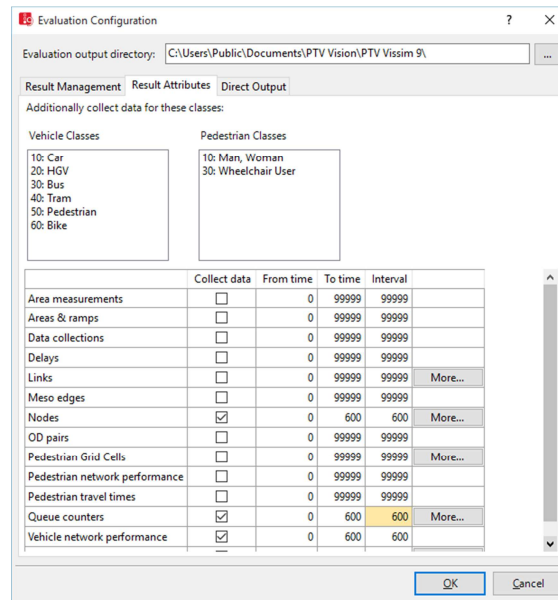 Evaluation Configuration ? ×
Evaluation output directory: C:\Users\Public\Documents\PTV Vision\PTV Vissim 9\ ...
Result Management Result Attributes Direct Output
Additionally collect data for these classes:
Vehicle Classes Pedestrian Classes
10: Car 10: Man, Woman
20: HGV 30: Wheelchair User
30: Bus
40: Tram
50: Pedestrian
60: Bike
Collect data From time To time Interval
Area measurements 0 99999 99999
Areas & ramps 0 99999 99999
Data collections 0 99999 99999
Delays 0 99999 99999
Links 0 99999 99999 More...
Meso edges 0 99999 99999
Nodes 0 600 600 More...
OD pairs 0 99999 99999
Pedestrian Grid Cells 0 99999 99999 More...
Pedestrian network performance 0 99999 99999
Pedestrian travel times 0 99999 99999
Queue counters 0 600 600 More...
Vehicle network performance 0 600 600
OK Cancel